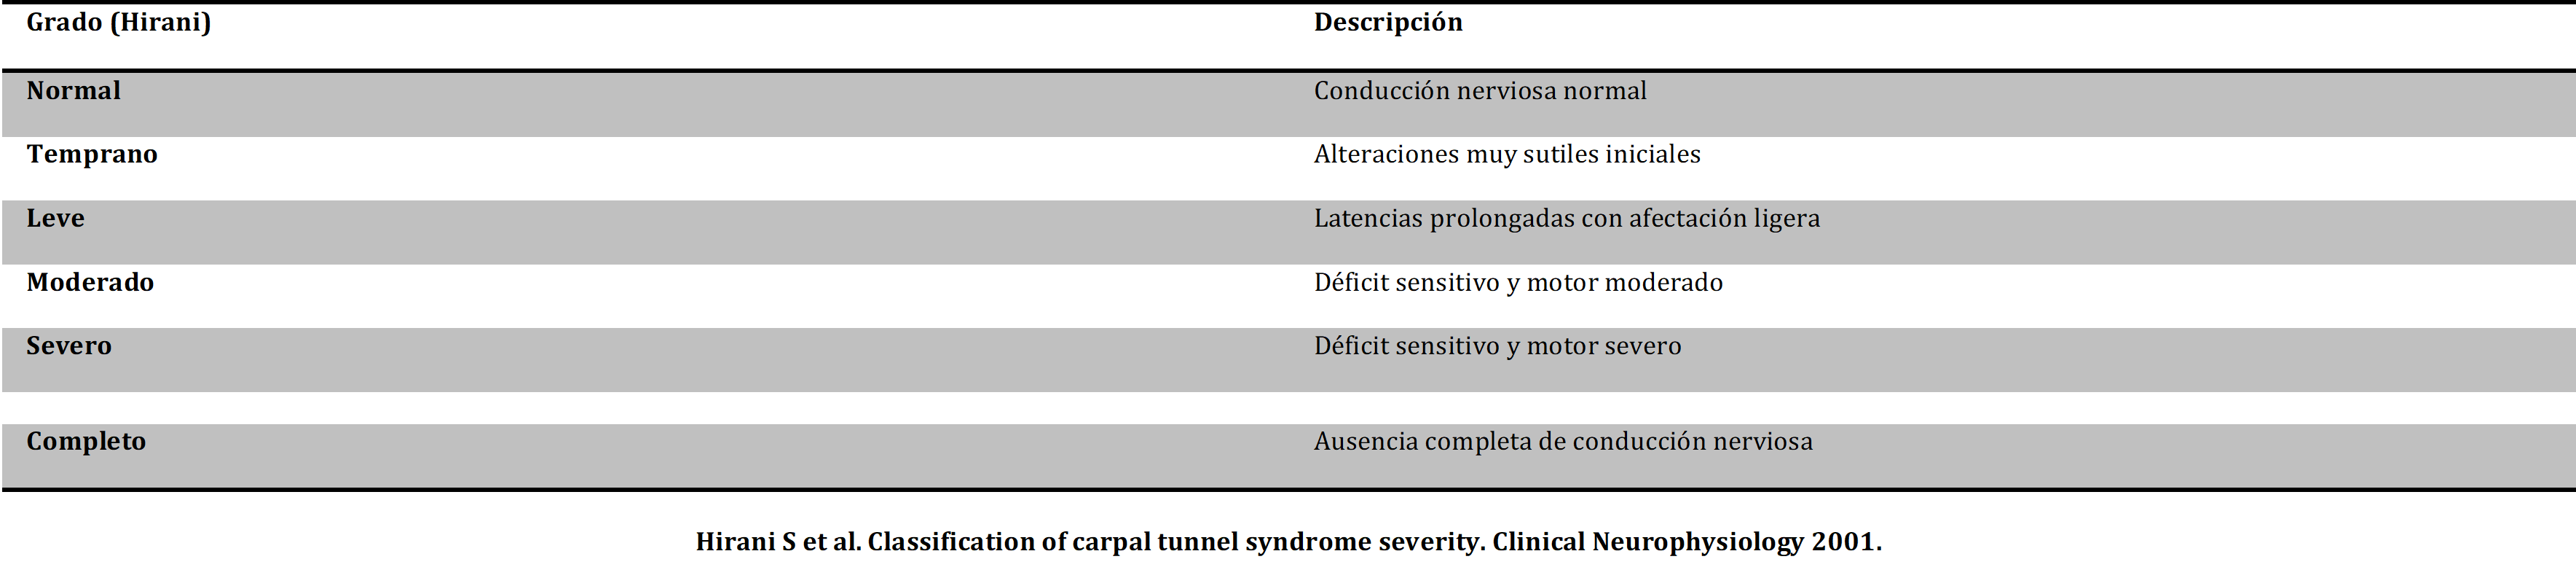 Grado (Hirani) Descripción
Normal Conducción nerviosa normal
Temprano Alteraciones muy sutiles iniciales
Leve Latencias prolongadas con afectación ligera
Moderado Déficit sensitivo y motor moderado
Severo Déficit sensitivo y motor severo
Completo Ausencia completa de conducción nerviosa
Hirani S et al. Classification of carpal tunnel syndrome severity. Clinical Neurophysiology 2001.